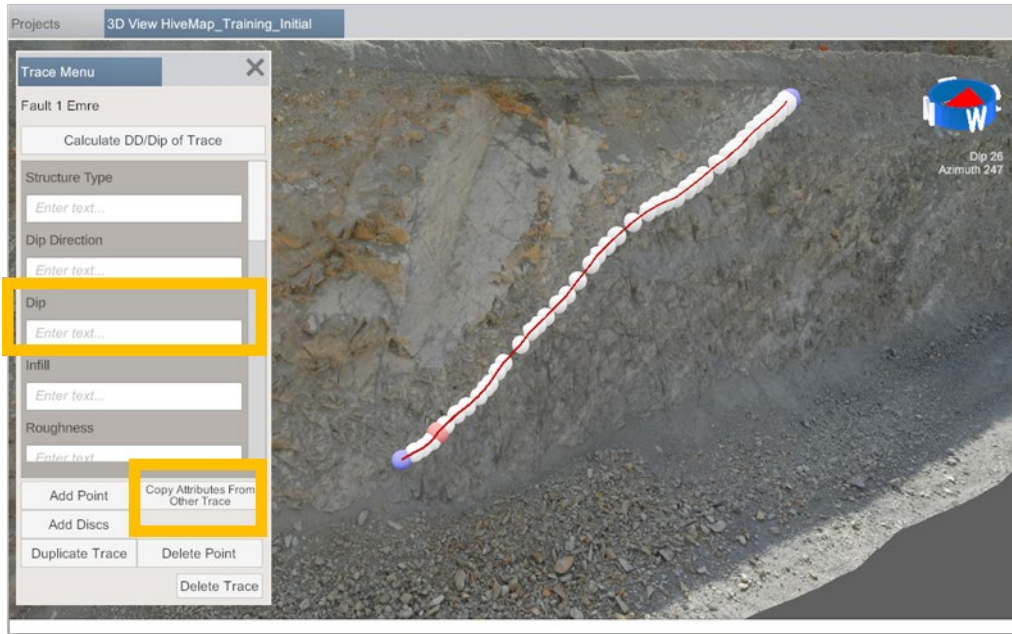 Projects
3D View HiveMap_Training_Initial
Trace Menu
Fault 1 Emre
Calculate DD/Dip of Trace
Structure Type
Enter text...
Dip Direction
Enter text...
Dip
Enter text...
Infill
Enter text...
Roughness
Enter text
Add Point
Copy Attributes From
Other Trace
Add Discs
Duplicate Trace
Delete Point
Delete Trace
W
Dip 26
Azimuth 247